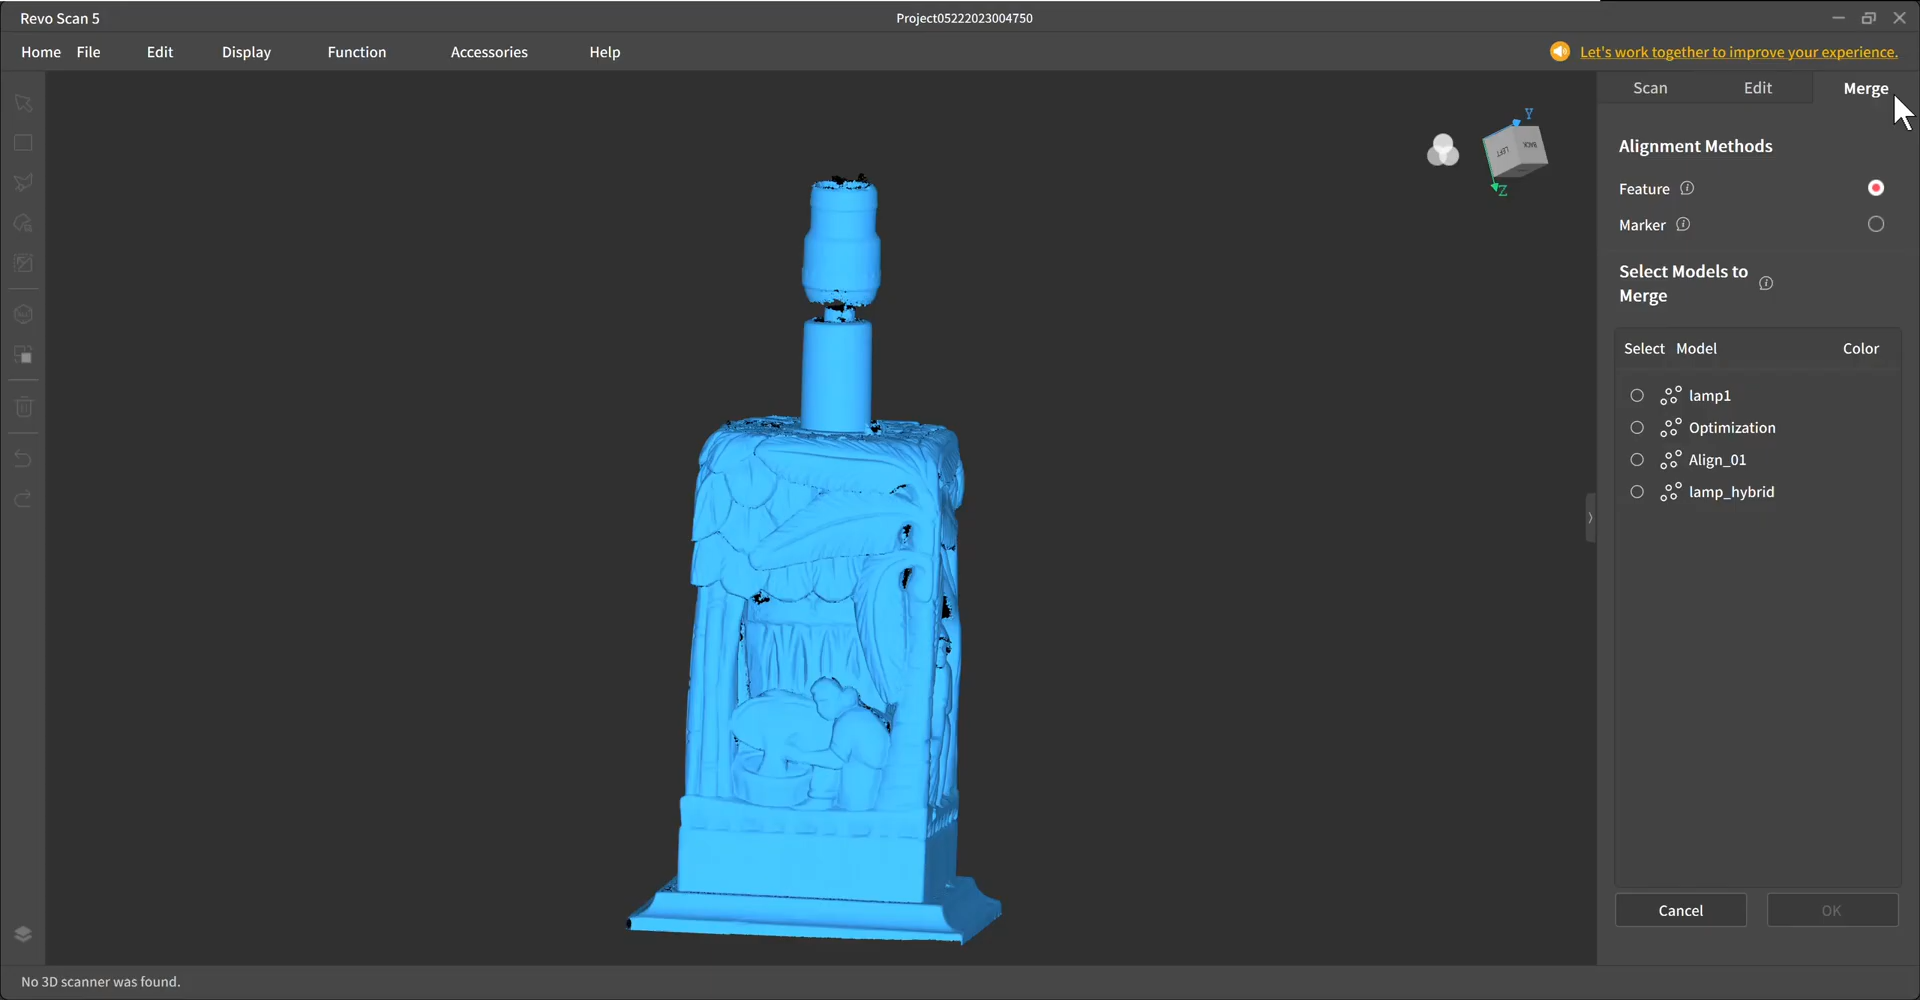 Revo Scan 5
Project05222023004750
Home File Edit Display Function Accessories Help
Let's work together to improve your experience.
Scan Edit Merge
Y
LEFT BACK
Z
Alignment Methods
Feature
Marker
Select Models to
Merge
Select Model Color
lamp1
Optimization
Align_01
lamp_hybrid
Cancel OK
No 3D scanner was found.